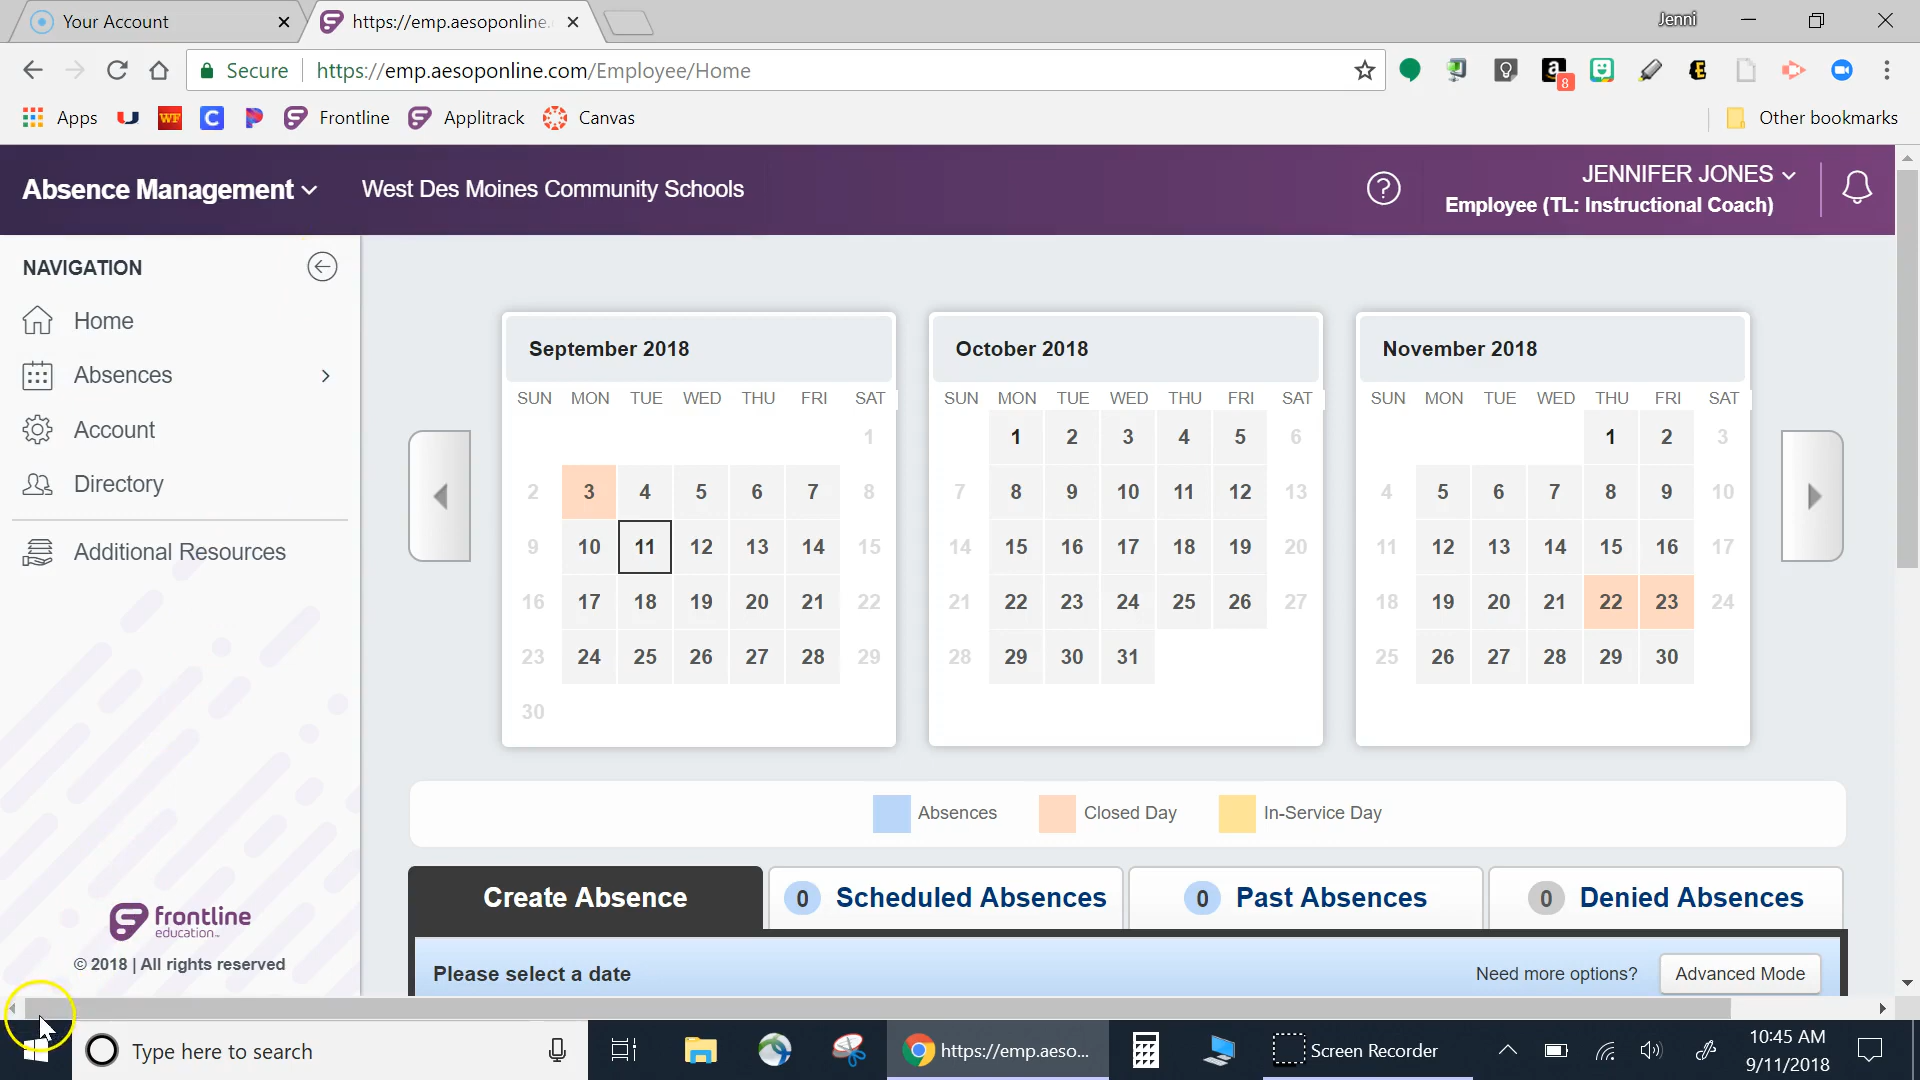 Your Account
https://emp.aesoponline.
Jenni
Secure
https://emp.aesoponline.com/Employee/Home
8
Apps
WF
Frontline
Applitrack
Canvas
Other bookmarks
Absence Management
West Des Moines Community Schools
JENNIFER JONES
Employee (TL: Instructional Coach)
NAVIGATION
Home
Absences
Account
Directory
Additional Resources
frontline
education
© 2018 | All rights reserved
September 2018
SUN MON TUE WED THU FRI SAT
1
2 3 4 5 6 7 8
9 10 11 12 13 14 15
16 17 18 19 20 21 22
23 24 25 26 27 28 29
30
October 2018
SUN MON TUE WED THU FRI SAT
1 2 3 4 5 6
7 8 9 10 11 12 13
14 15 16 17 18 19 20
21 22 23 24 25 26 27
28 29 30 31
November 2018
SUN MON TUE WED THU FRI SAT
1 2 3
4 5 6 7 8 9 10
11 12 13 14 15 16 17
18 19 20 21 22 23 24
25 26 27 28 29 30
Absences
Closed Day
In-Service Day
Create Absence
0 Scheduled Absences
0 Past Absences
0 Denied Absences
Please select a date
Need more options?
Advanced Mode
Type here to search
https://emp.aeso...
Screen Recorder
10:45 AM
9/11/2018